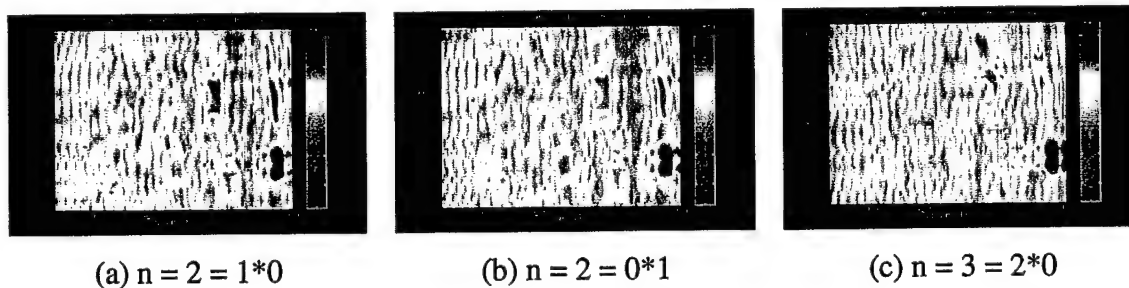 (a) n = 2 = 1*0
(b) n = 2 = 0*1
(c) n = 3 = 2*0